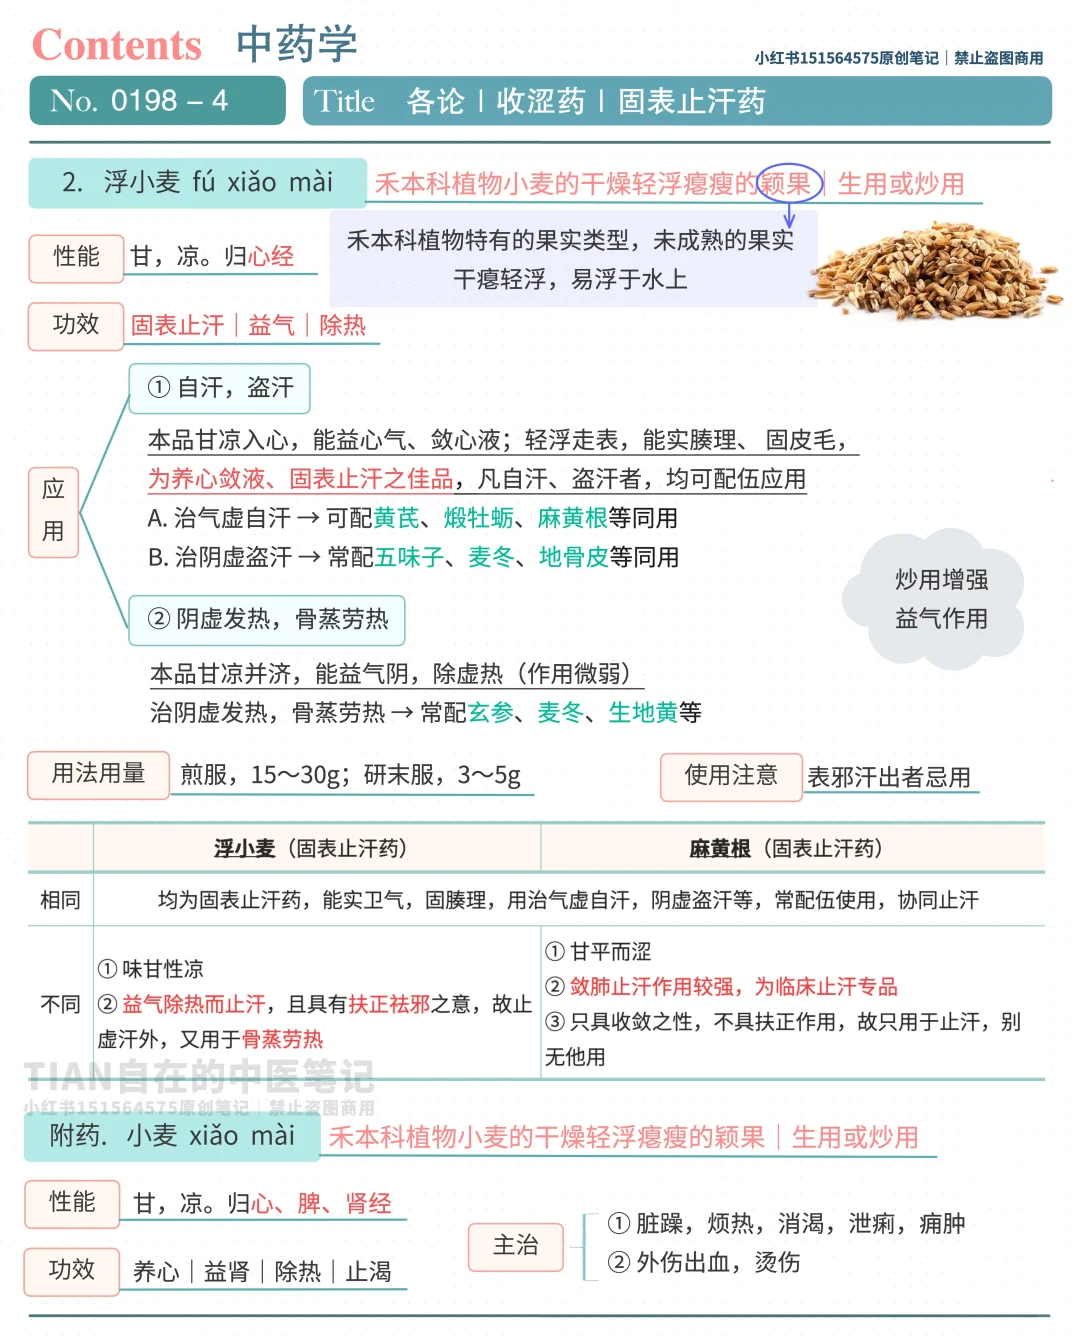 Contents 中药学
小红书151564575原创笔记｜禁止盗图商用
No. 0198 – 4
Title 各论｜收涩药｜固表止汗药
2. 浮小麦 fú xiǎo mài
禾本科植物小麦的干燥轻浮瘪瘦的颖果｜生用或炒用
禾本科植物特有的果实类型，未成熟的果实
干瘪轻浮，易浮于水上
性能 甘，凉。归心经
功效 固表止汗｜益气｜除热
应用
① 自汗，盗汗
本品甘凉入心，能益心气、敛心液；轻浮走表，能实腠理、 固皮毛，
为养心敛液、固表止汗之佳品，凡自汗、盗汗者，均可配伍应用
A. 治气虚自汗 → 可配黄芪、煅牡蛎、麻黄根等同用
B. 治阴虚盗汗 → 常配五味子、麦冬、地骨皮等同用
炒用增强
益气作用
② 阴虚发热，骨蒸劳热
本品甘凉并济，能益气阴，除虚热（作用微弱）
治阴虚发热，骨蒸劳热 → 常配玄参、麦冬、生地黄等
用法用量 煎服，15～30g；研末服，3～5g
使用注意 表邪汗出者忌用
浮小麦（固表止汗药） 麻黄根（固表止汗药）
相同 均为固表止汗药，能实卫气，固腠理，用治气虚自汗，阴虚盗汗等，常配伍使用，协同止汗
不同
① 味甘性凉
② 益气除热而止汗，且具有扶正祛邪之意，故止
虚汗外，又用于骨蒸劳热
① 甘平而涩
② 敛肺止汗作用较强，为临床止汗专品
③ 只具收敛之性，不具扶正作用，故只用于止汗，别
无他用
TIAN自在的中医笔记
小红书151564575原创笔记｜禁止盗图商用
附药. 小麦 xiǎo mài
禾本科植物小麦的干燥轻浮瘪瘦的颖果｜生用或炒用
性能 甘，凉。归心、脾、肾经
功效 养心｜益肾｜除热｜止渴
主治
① 脏躁，烦热，消渴，泄痢，痈肿
② 外伤出血，烫伤